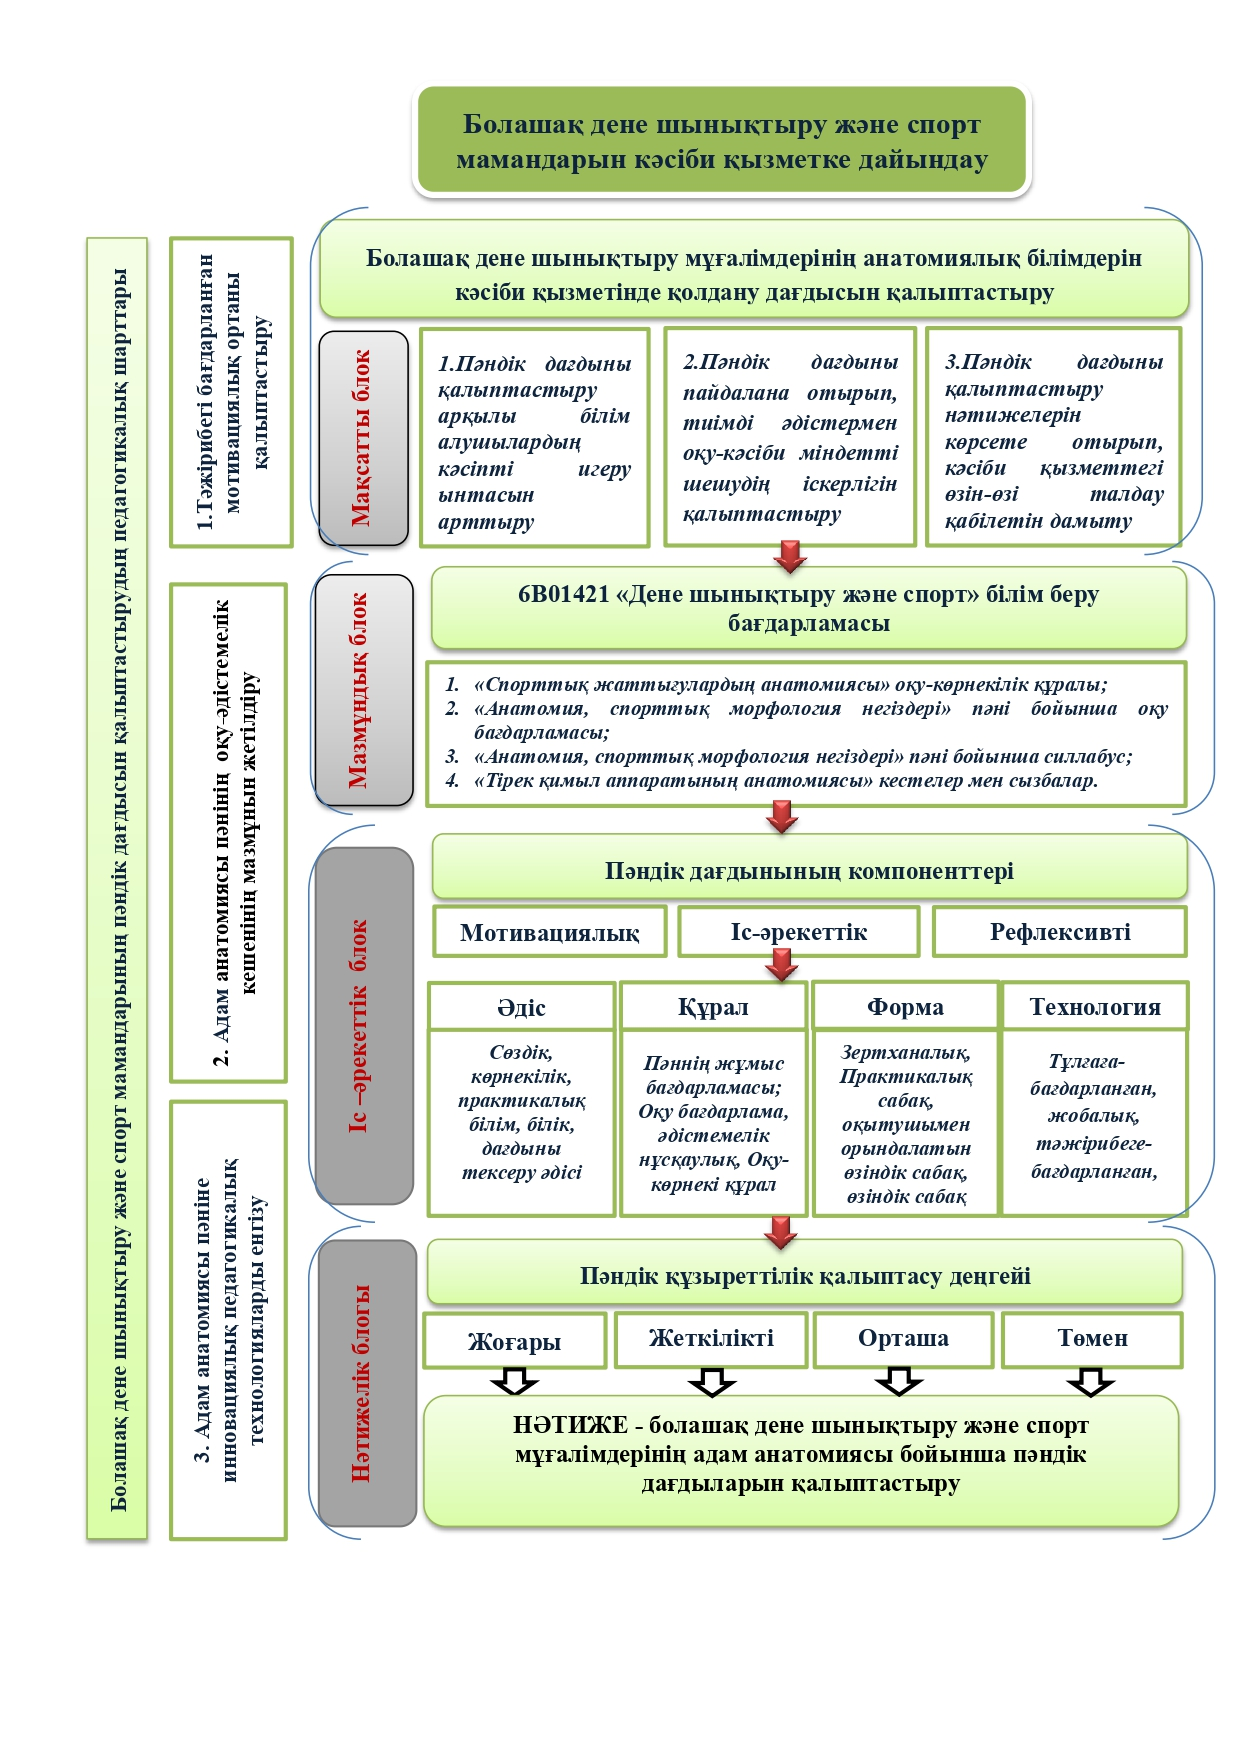 Болашақ дене шынықтыру және спорт
мамандарын кәсіби қызметке дайындау
Болашақ дене шынықтыру және спорт мамандарының пәндік дағдысын қалыптастырудың педагогикалық шарттары
1.Тәжірибегі бағдарланған
мотивациялық ортаны
қалыптастыру
2. Адам анатомиясы пәнінің оқу-әдістемелік
кешенінің мазмұнын жетілдіру
3. Адам анатомиясы пәніне
инновациялық педагогикалық
технологияларды енгізу
Болашақ дене шынықтыру мұғалімдерінің анатомиялық білімдерін
кәсіби қызметінде қолдану дағдысын қалыптастыру
Мақсатты блок
1.Пәндік дағдыны
қалыптастыру
арқылы білім
алушылардың
кәсіпті игеру
ынтасын
арттыру
2.Пәндік дағдыны
пайдалана отырып,
тиімді әдістермен
оқу-кәсіби міндетті
шешудің іскерлігін
қалыптастыру
3.Пәндік дағдыны
қалыптастыру
нәтижелерін
көрсете отырып,
кәсіби қызметтегі
өзін-өзі талдау
қабілетін дамыту
Мазмұндық блок
6В01421 «Дене шынықтыру және спорт» білім беру
бағдарламасы
1. «Спорттық жаттығулардың анатомиясы» оқу-көрнекілік құралы;
2. «Анатомия, спорттық морфология негіздері» пәні бойынша оқу
бағдарламасы;
3. «Анатомия, спорттық морфология негіздері» пәні бойынша силлабус;
4. «Тірек қимыл аппаратының анатомиясы» кестелер мен сызбалар.
Іс –әрекеттік блок
Пәндік дағдынының компоненттері
Мотивациялық
Іс-әрекеттік
Рефлексивті
Әдіс
Құрал
Форма
Технология
Сөздік,
көрнекілік,
практикалық
білім, білік,
дағдыны
тексеру әдісі
Пәннің жұмыс
бағдарламасы;
Оқу бағдарлама,
әдістемелік
нұсқаулық, Оқу-
көрнекі құрал
Зертханалық,
Практикалық
сабақ,
оқытушымен
орындалатын
өзіндік сабақ,
өзіндік сабақ
Тұлғаға-
бағдарланған,
жобалық,
тәжірибеге-
бағдарланған,
Нәтижелік блогы
Пәндік құзыреттілік қалыптасу деңгейі
Жоғары
Жеткілікті
Орташа
Төмен
НӘТИЖЕ - болашақ дене шынықтыру және спорт
мұғалімдерінің адам анатомиясы бойынша пәндік
дағдыларын қалыптастыру